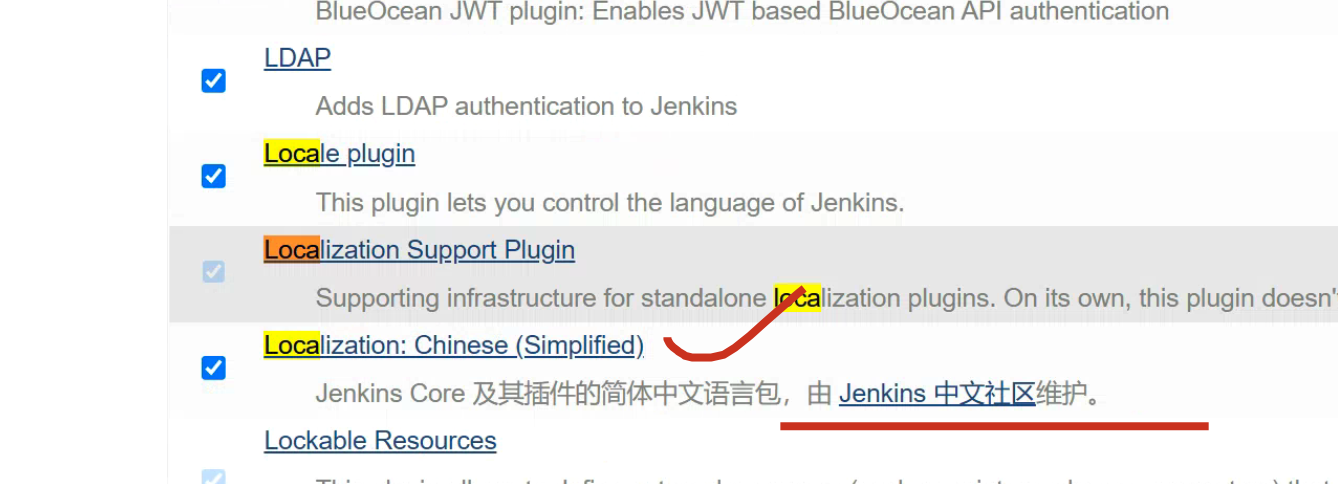 BlueOcean JWT plugin: Enables JWT based BlueOcean API authentication
LDAP
Adds LDAP authentication to Jenkins
Locale plugin
This plugin lets you control the language of Jenkins.
Localization Support Plugin
Supporting infrastructure for standalone localization plugins. On its own, this plugin doesn'
Localization: Chinese (Simplified)
Jenkins Core 及其插件的简体中文语言包，由 Jenkins 中文社区维护。
Lockable Resources